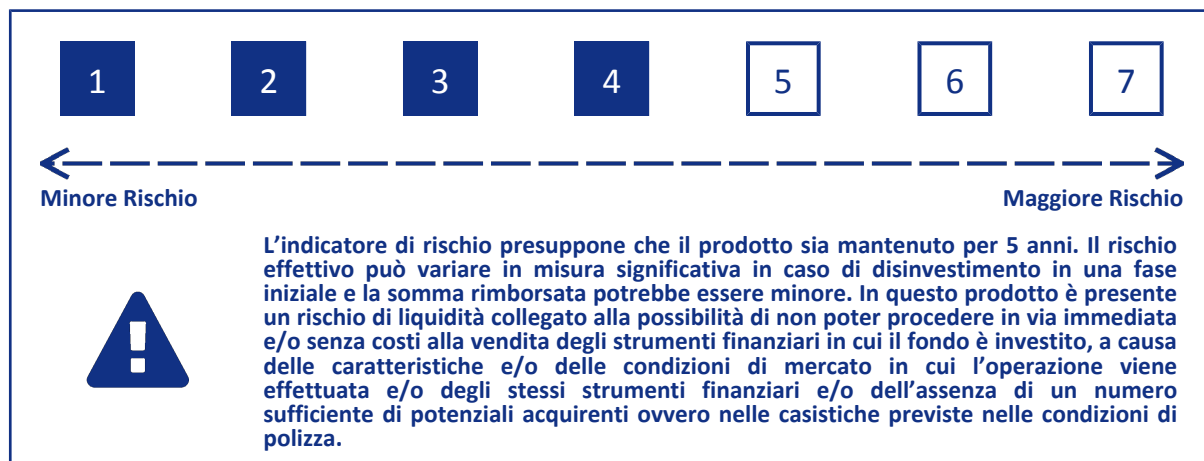 1 2 3 4 5 6 7
Minore Rischio Maggiore Rischio
L'indicatore di rischio presuppone che il prodotto sia mantenuto per 5 anni. Il rischio
effettivo può variare in misura significativa in caso di disinvestimento in una fase
iniziale e la somma rimborsata potrebbe essere minore. In questo prodotto è presente
un rischio di liquidità collegato alla possibilità di non poter procedere in via immediata
e/o senza costi alla vendita degli strumenti finanziari in cui il fondo è investito, a causa
delle caratteristiche e/o delle condizioni di mercato in cui l'operazione viene
effettuata e/o degli stessi strumenti finanziari e/o dell'assenza di un numero
sufficiente di potenziali acquirenti ovvero nelle casistiche previste nelle condizioni di
polizza.